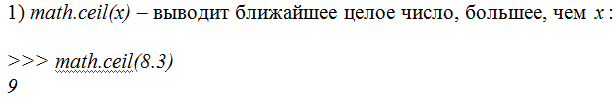 1) math.ceil(x) – выводит ближайшее целое число, большее, чем x :
>>> math.ceil(8.3)
9